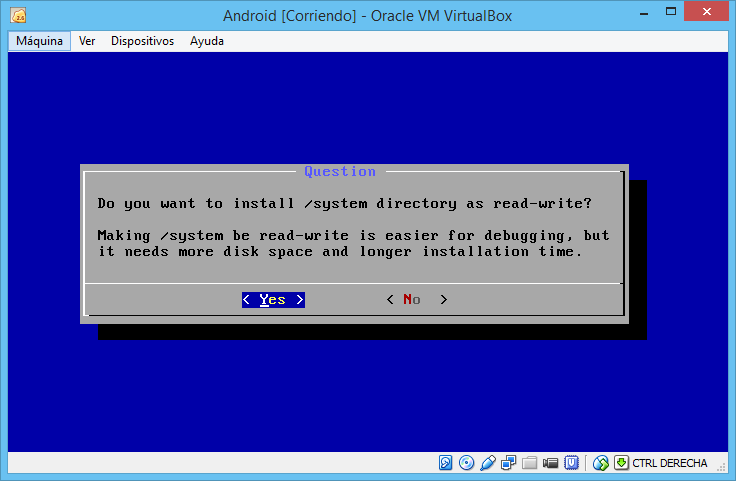 Android [Corriendo] - Oracle VM VirtualBox
Máquina Ver Dispositivos Ayuda
Question
Do you want to install /system directory as read-write?
Making /system be read-write is easier for debugging, but
it needs more disk space and longer installation time.
< Yes > < No >
CTRL DERECHA